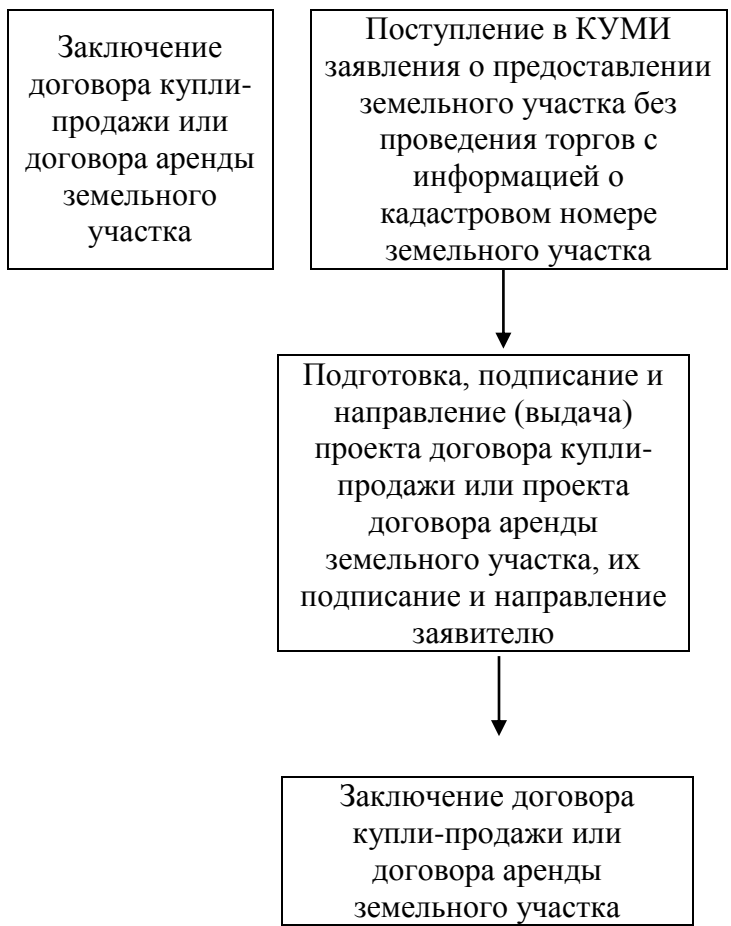 Заключение
договора купли-
продажи или
договора аренды
земельного
участка
Поступление в КУМИ
заявления о предоставлении
земельного участка без
проведения торгов с
информацией о
кадастровом номере
земельного участка
Подготовка, подписание и
направление (выдача)
проекта договора купли-
продажи или проекта
договора аренды
земельного участка, их
подписание и направление
заявителю
Заключение договора
купли-продажи или
договора аренды
земельного участка